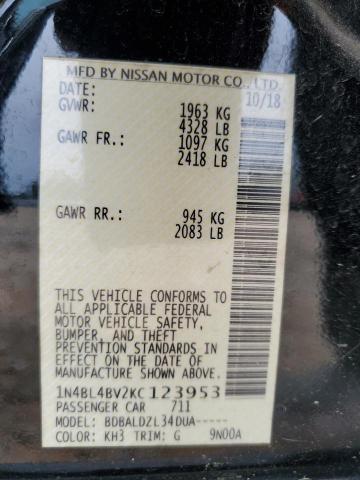 MFD BY NISSAN MOTOR CO., LTD.
DATE: 10/18
GVWR: 1963 KG
4328 LB
GAWR FR.: 1097 KG
2418 LB
GAWR RR.: 945 KG
2083 LB
THIS VEHICLE CONFORMS TO
ALL APPLICABLE FEDERAL
MOTOR VEHICLE SAFETY,
BUMPER, AND THEFT
PREVENTION STANDARDS IN
EFFECT ON THE DATE OF
MANUFACTURE SHOWN ABOVE.
1N4BL4BV2KC123953
PASSENGER CAR 711
MODEL: BDBALDZL34DUA-----
COLOR: KH3 TRIM: G 9N00A